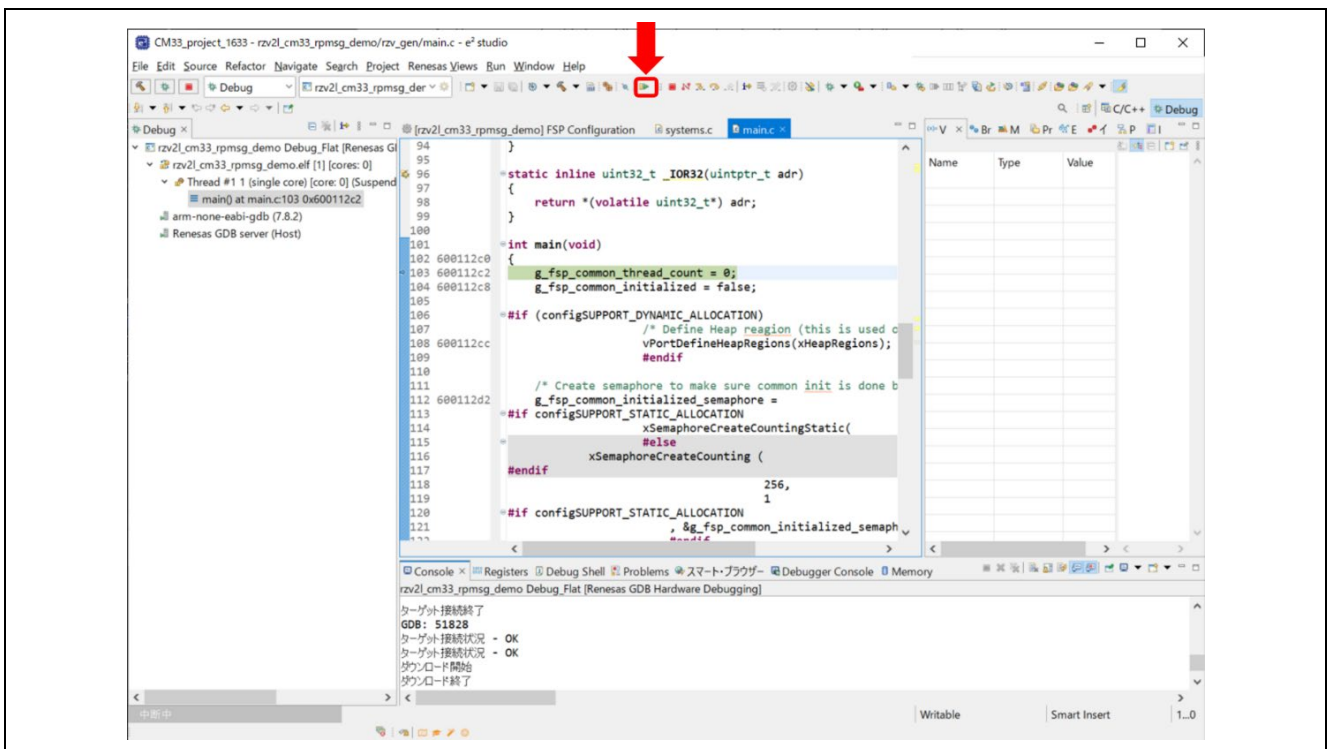 CM33_project_1633 - rzv2l_cm33_rpmsg_demo/rzv_gen/main.c - e² studio
File Edit Source Refactor Navigate Search Project Renesas Views Run Window Help
Debug rzv2l_cm33_rpmsg_der
C/C++ Debug
Debug
rzv2l_cm33_rpmsg_demo Debug_Flat [Renesas G
rzv2l_cm33_rpmsg_demo.elf [1] [cores: 0]
Thread #1 1 (single core) [core: 0] (Suspend
main() at main.c:103 0x600112c2
arm-none-eabi-gdb (7.8.2)
Renesas GDB server (Host)
[rzv2l_cm33_rpmsg_demo] FSP Configuration systems.c main.c
94 }
95
96 static inline uint32_t _IOR32(uintptr_t adr)
97 {
98 return *(volatile uint32_t*) adr;
99 }
100
101 int main(void)
102 600112c0 {
103 600112c2 g_fsp_common_thread_count = 0;
104 600112c8 g_fsp_common_initialized = false;
105
106 #if (configSUPPORT_DYNAMIC_ALLOCATION)
107 /* Define Heap reagion (this is used o
108 600112cc vPortDefineHeapRegions(xHeapRegions);
109 #endif
110
111 /* Create semaphore to make sure common init is done b
112 600112d2 g_fsp_common_initialized_semaphore =
113 #if configSUPPORT_STATIC_ALLOCATION
114 xSemaphoreCreateCountingStatic(
115 #else
116 xSemaphoreCreateCounting (
117 #endif
118 256,
119 1
120 #if configSUPPORT_STATIC_ALLOCATION
121 , &g_fsp_common_initialized_semaph
V Br M Pr E P I
Name Type Value
Console Registers Debug Shell Problems スマート・ブラウザー Debugger Console Memory
rzv2l_cm33_rpmsg_demo Debug_Flat [Renesas GDB Hardware Debugging]
ターゲット接続終了
GDB: 51828
ターゲット接続状況 - OK
ターゲット接続状況 - OK
ダウンロード開始
ダウンロード終了
中断中 Writable Smart Insert 1...0